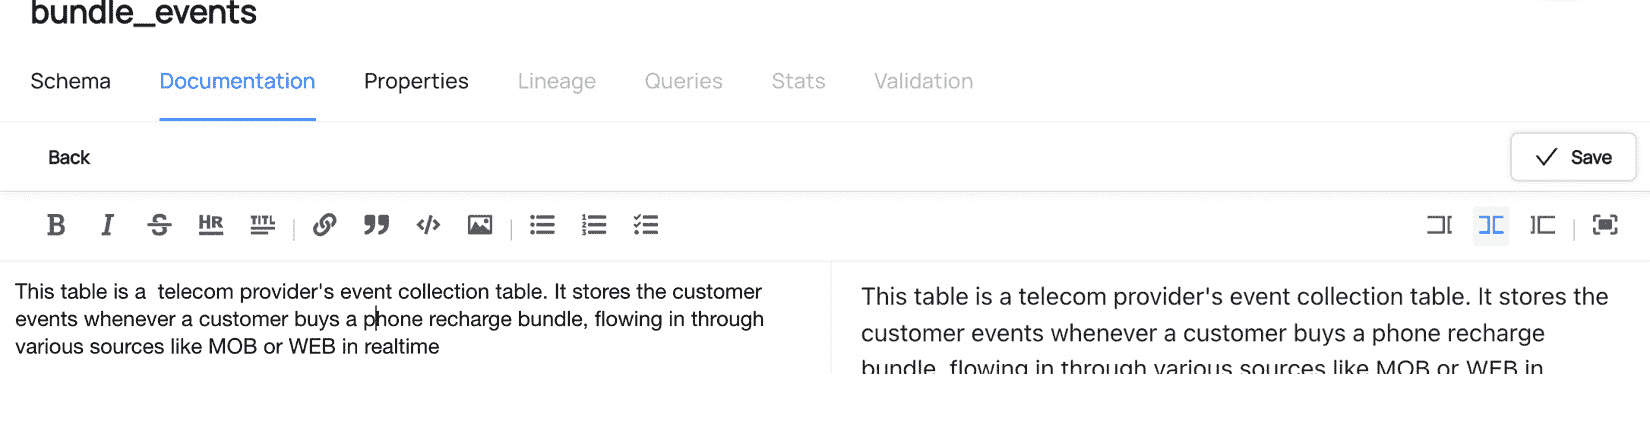 bundle_events
Schema Documentation Properties Lineage Queries Stats Validation
Back Save
B I S HR TITL
This table is a  telecom provider's event collection table. It stores the customer
events whenever a customer buys a phone recharge bundle, flowing in through
various sources like MOB or WEB in realtime
This table is a telecom provider's event collection table. It stores the
customer events whenever a customer buys a phone recharge
bundle, flowing in through various sources like MOB or WEB in